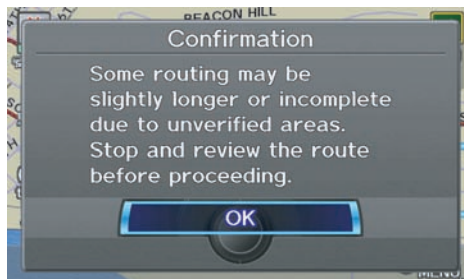 BEACON HILL
Confirmation
Some routing may be
slightly longer or incomplete
due to unverified areas.
Stop and review the route
before proceeding.
OK
MENU